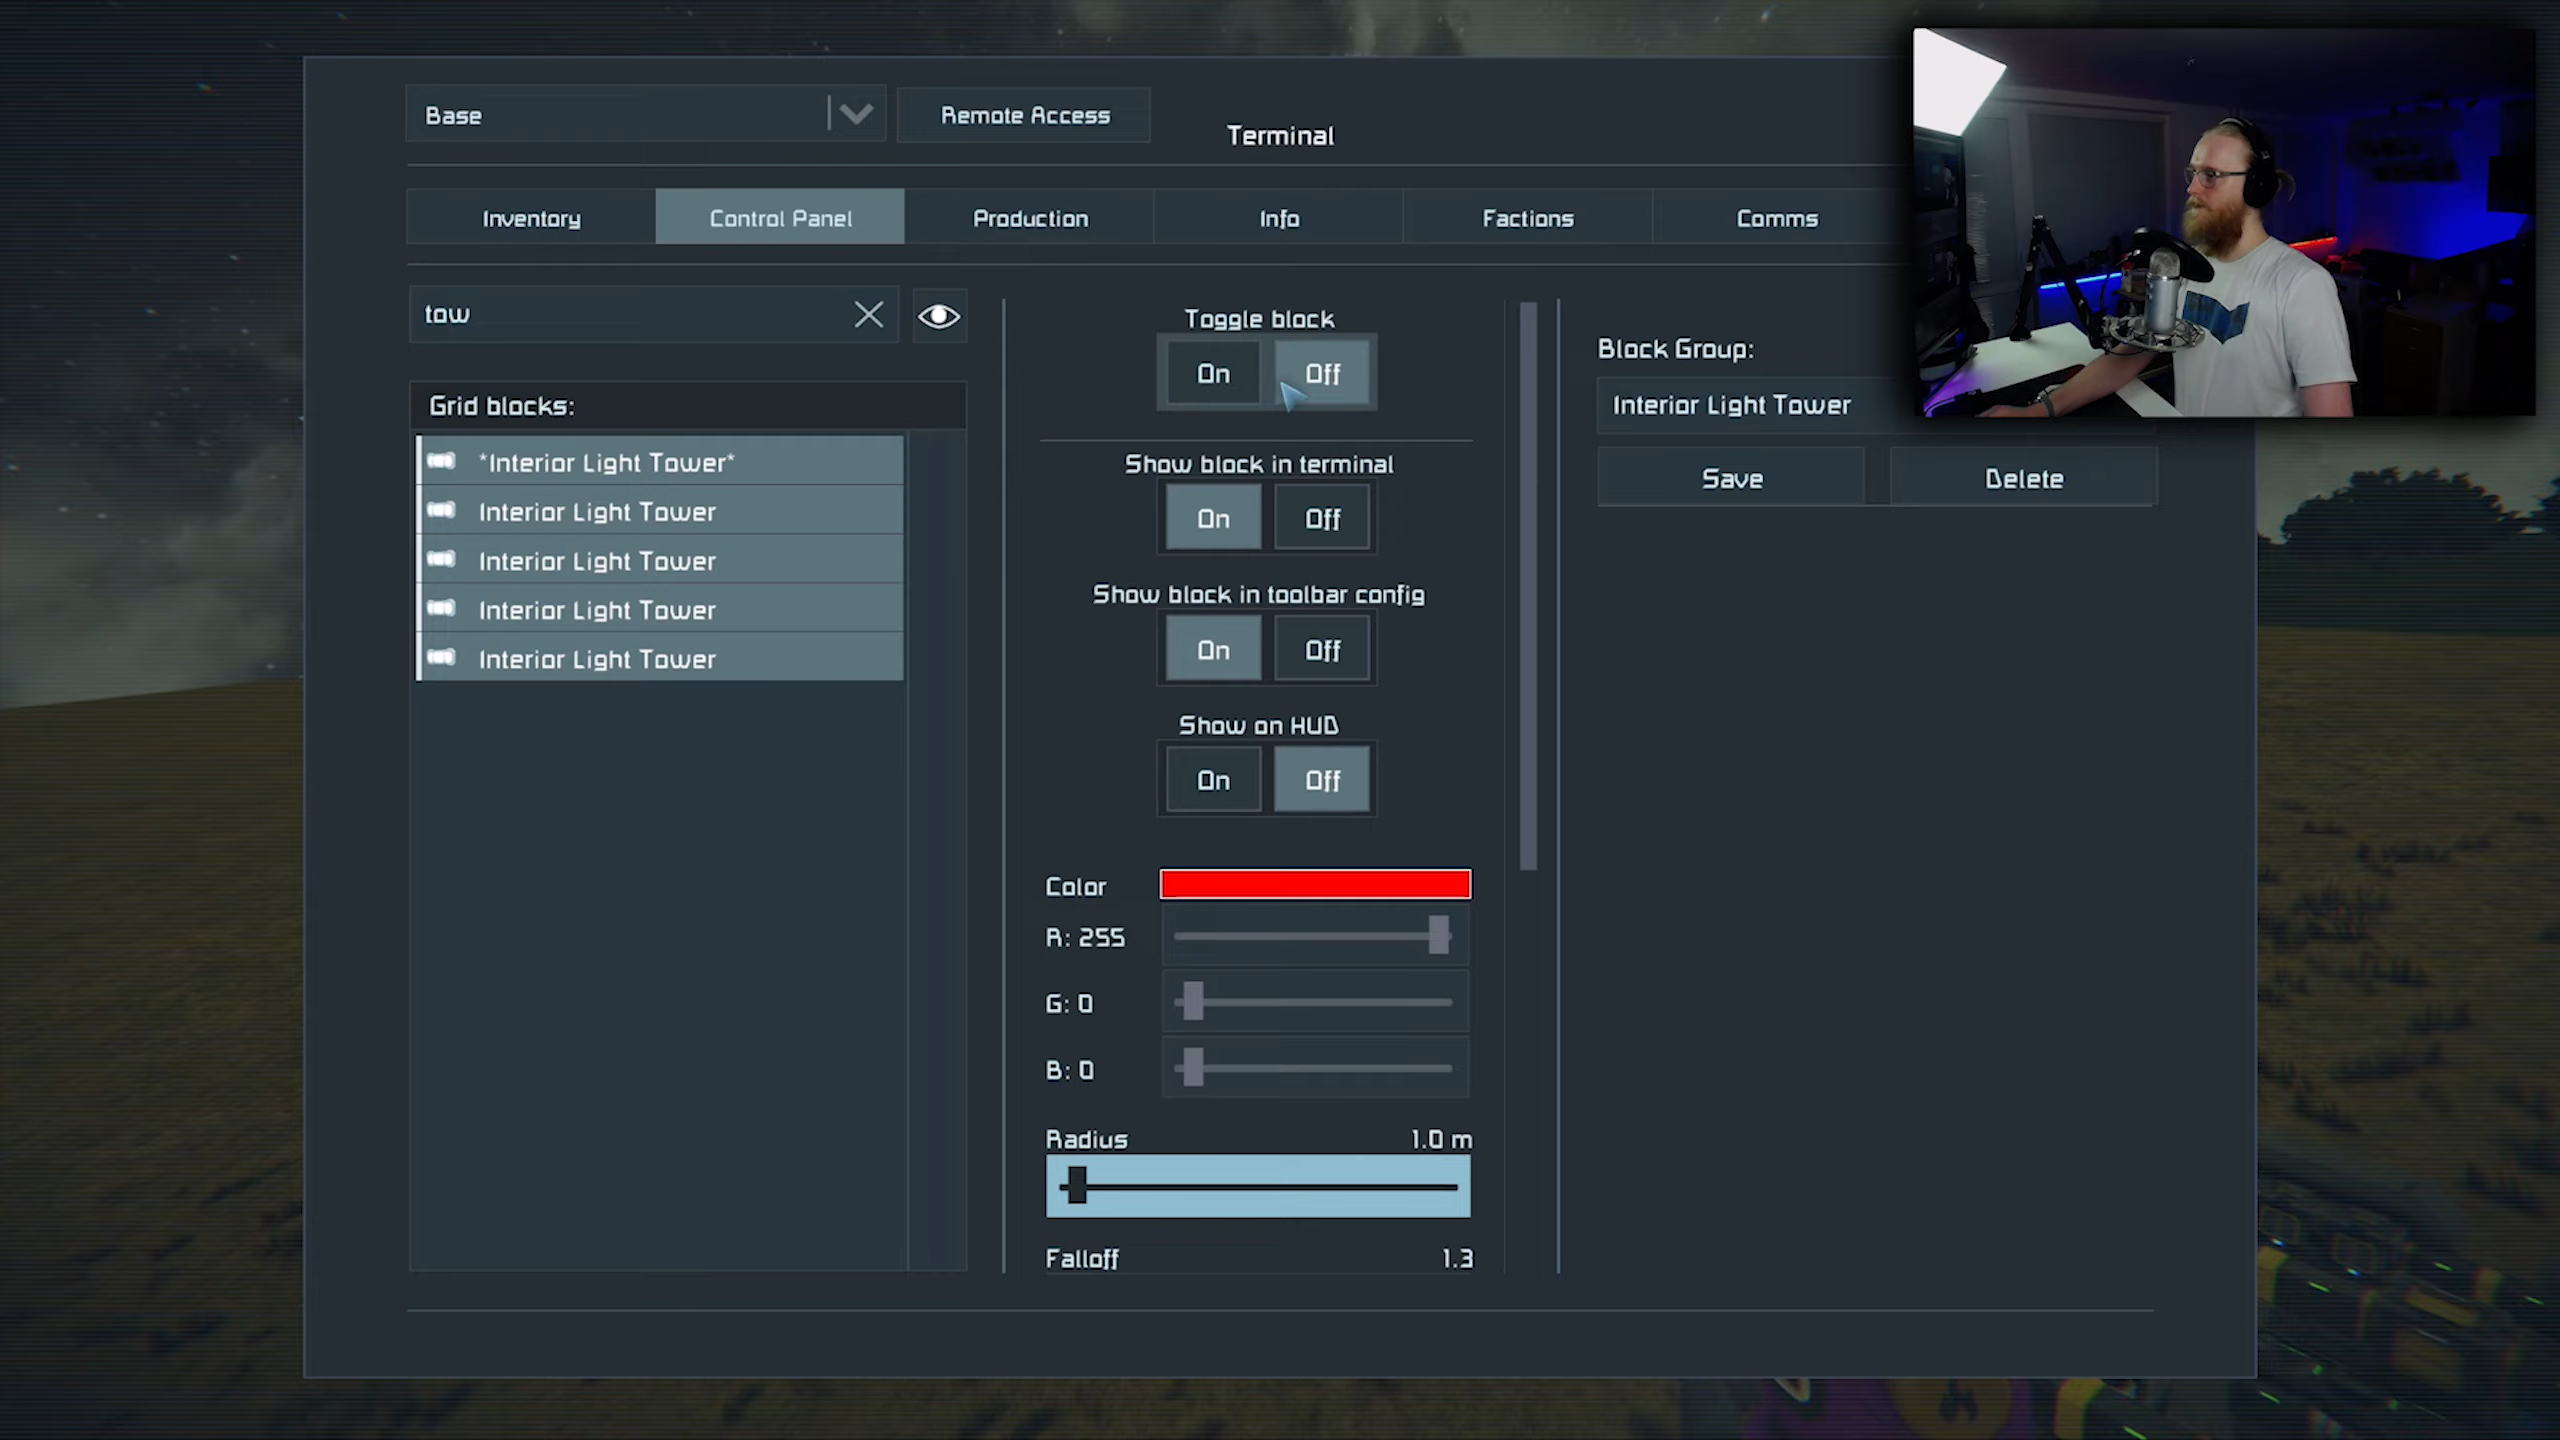 Base
Remote Access
Terminal
Inventory
Control Panel
Production
Info
Factions
Comms
tow
Grid blocks:
*Interior Light Tower*
Interior Light Tower
Interior Light Tower
Interior Light Tower
Interior Light Tower
Toggle block
On
Off
Show block in terminal
On
Off
Show block in toolbar config
On
Off
Show on HUD
On
Off
Color
R: 255
G: 0
B: 0
Radius
1.0 m
Falloff
1.3
Block Group:
Interior Light Tower
Save
Delete